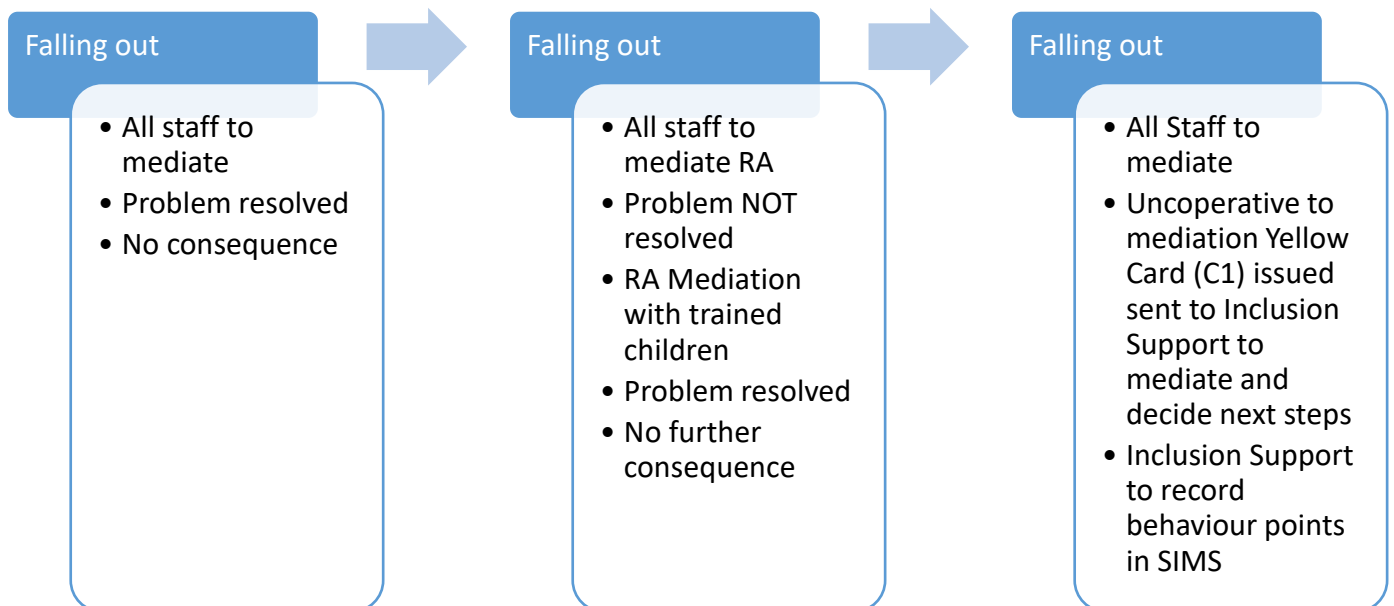 Falling out
• All staff to
mediate
• Problem resolved
• No consequence
Falling out
• All staff to
mediate RA
• Problem NOT
resolved
• RA Mediation
with trained
children
• Problem resolved
• No further
consequence
Falling out
• All Staff to
mediate
• Uncoperative to
mediation Yellow
Card (C1) issued
sent to Inclusion
Support to
mediate and
decide next steps
• Inclusion Support
to record
behaviour points
in SIMS